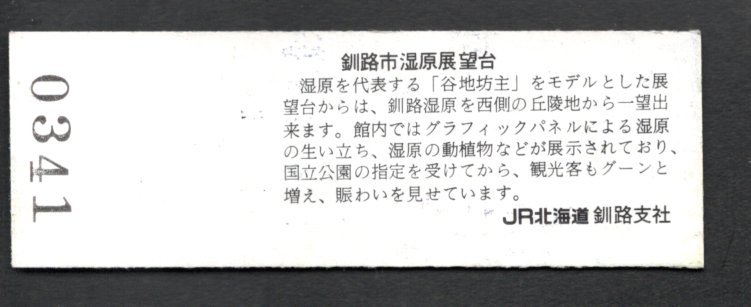 0341
釧路市湿原展望台
湿原を代表する「谷地坊主」をモデルとした展
望台からは、釧路湿原を西側の丘陵地から一望出
来ます。館内ではグラフィックパネルによる湿原
の生い立ち、湿原の動植物などが展示されており、
国立公園の指定を受けてから、観光客もグーンと
増え、賑わいを見せています。
JR北海道 釧路支社